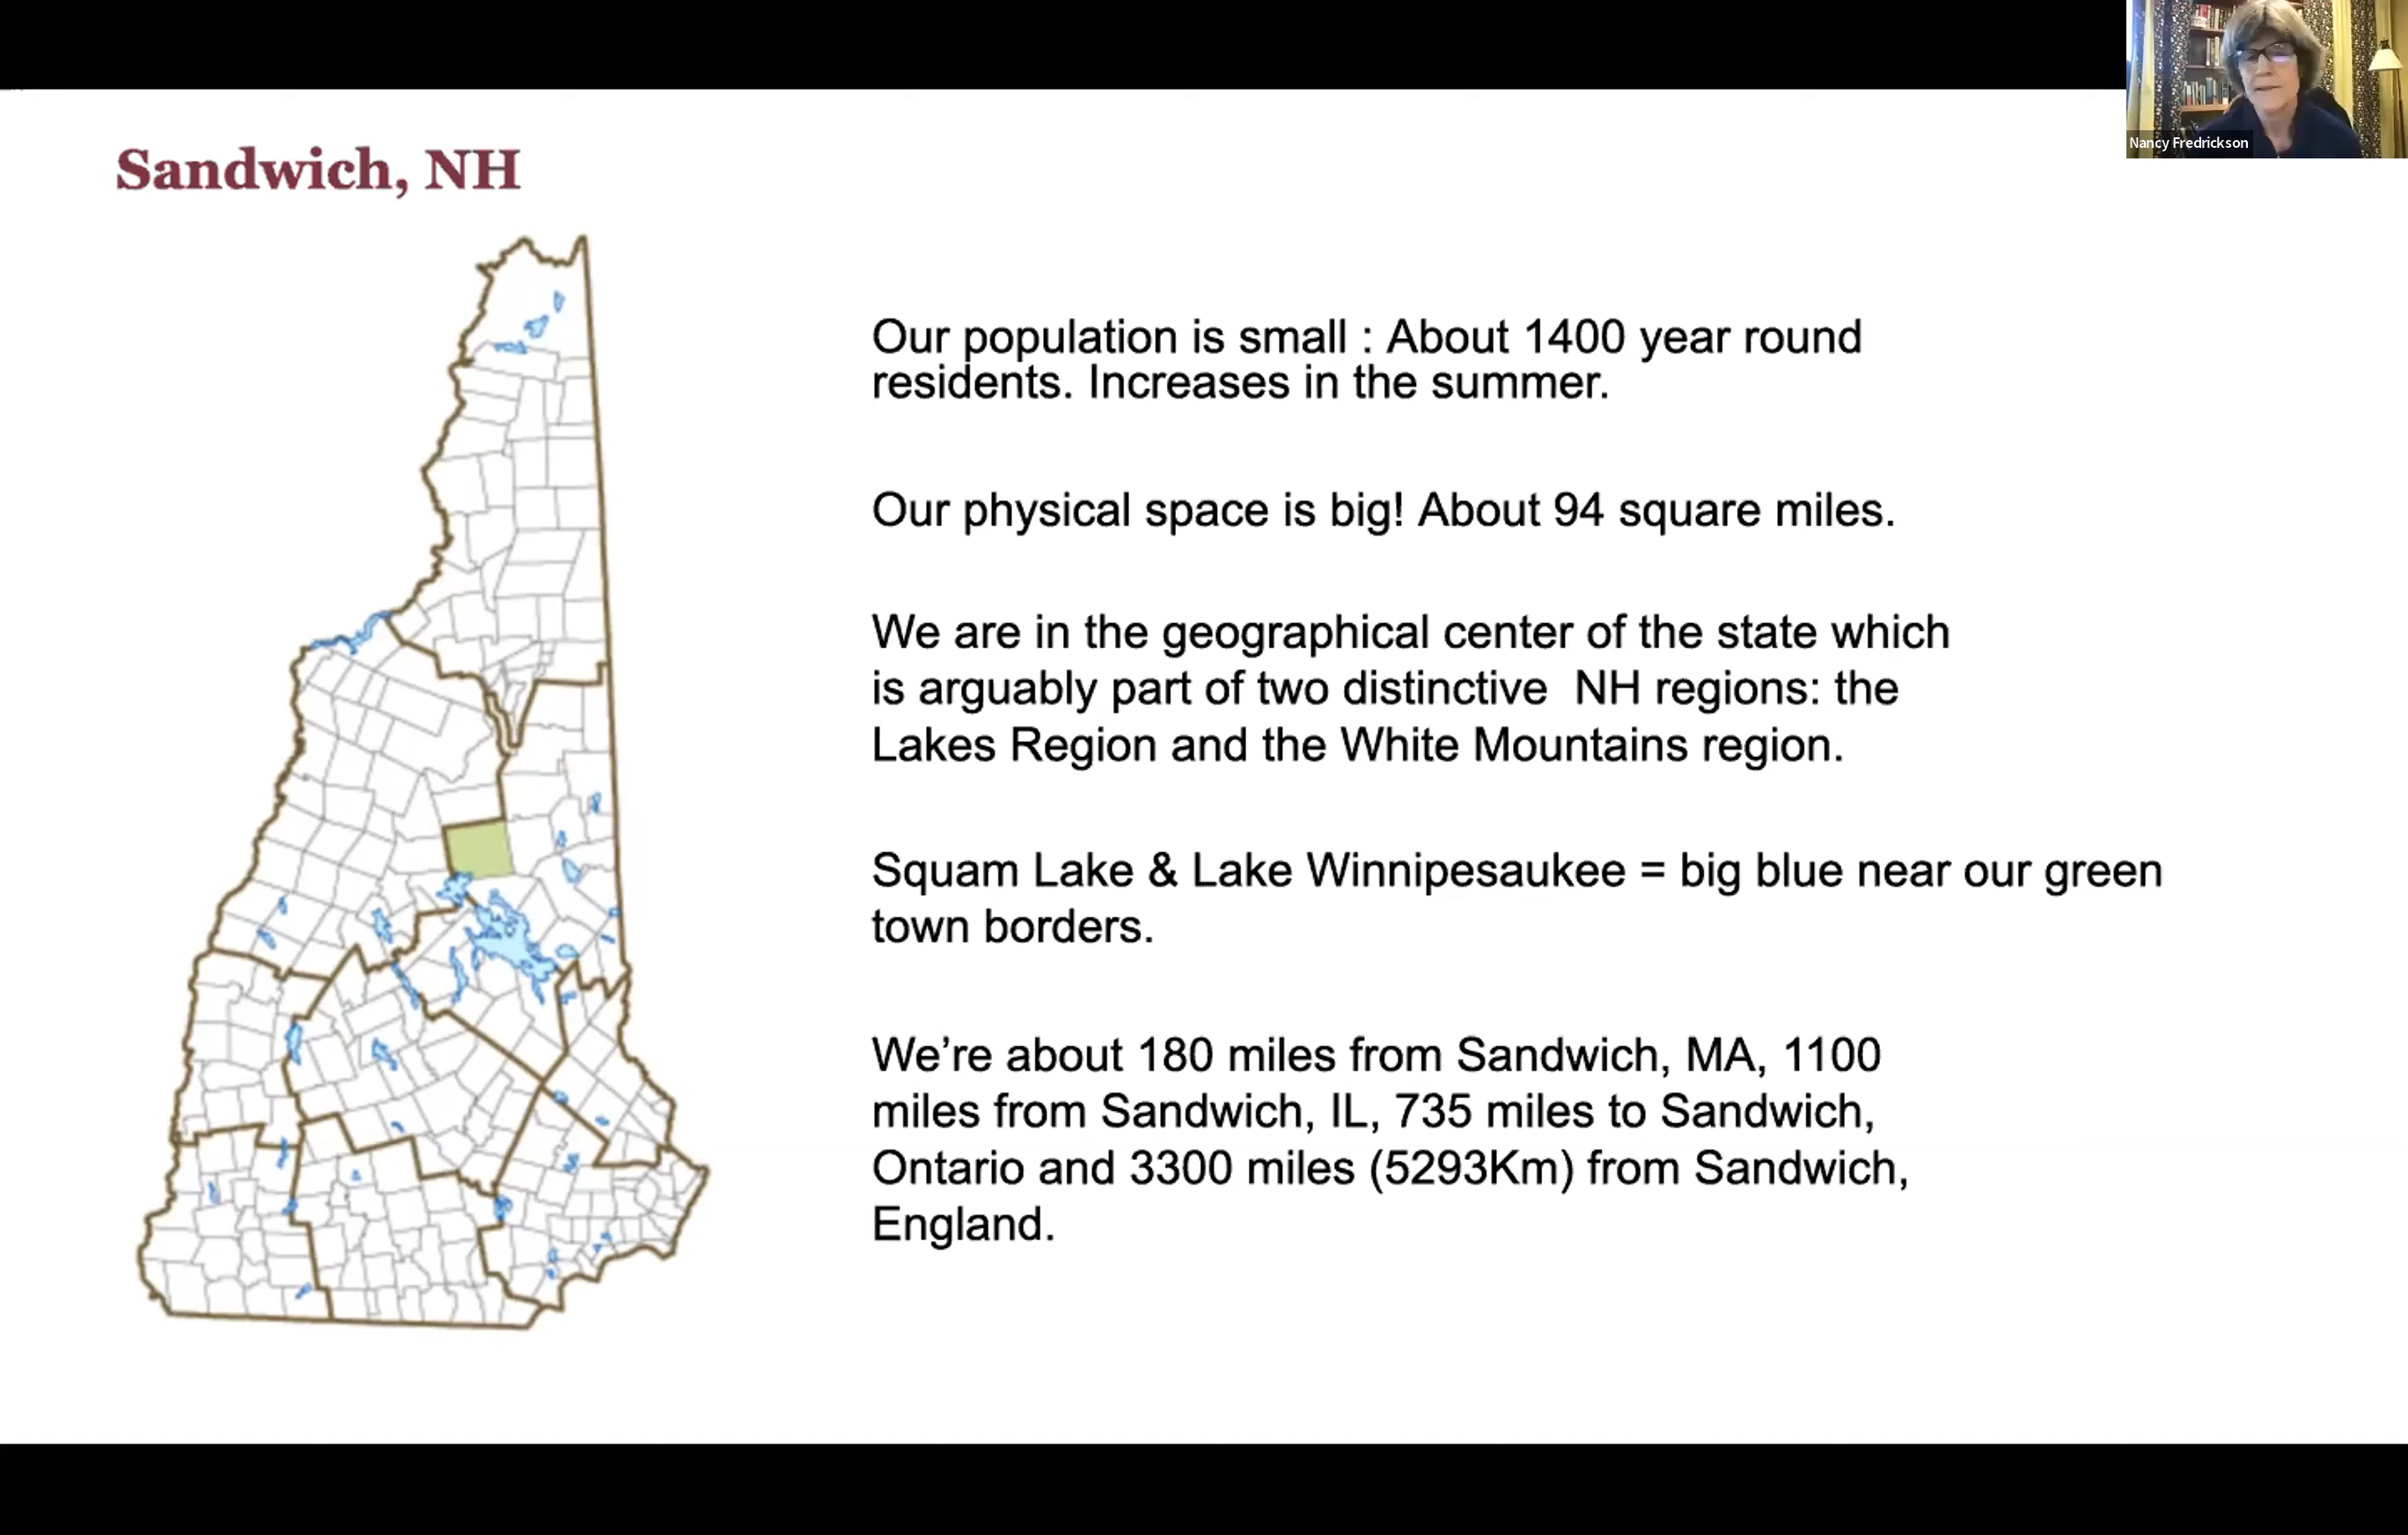 Nancy Fredrickson
Sandwich, NH
Our population is small : About 1400 year round
residents. Increases in the summer.
Our physical space is big! About 94 square miles.
We are in the geographical center of the state which
is arguably part of two distinctive  NH regions: the
Lakes Region and the White Mountains region.
Squam Lake & Lake Winnipesaukee = big blue near our green
town borders.
We’re about 180 miles from Sandwich, MA, 1100
miles from Sandwich, IL, 735 miles to Sandwich,
Ontario and 3300 miles (5293Km) from Sandwich,
England.